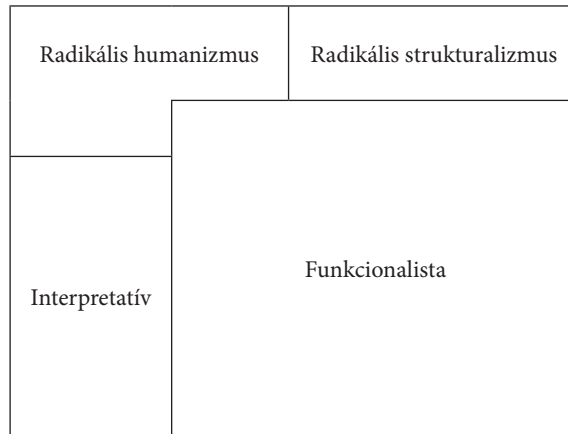 Radikális humanizmus
Radikális strukturalizmus
Funkcionalista
Interpretatív